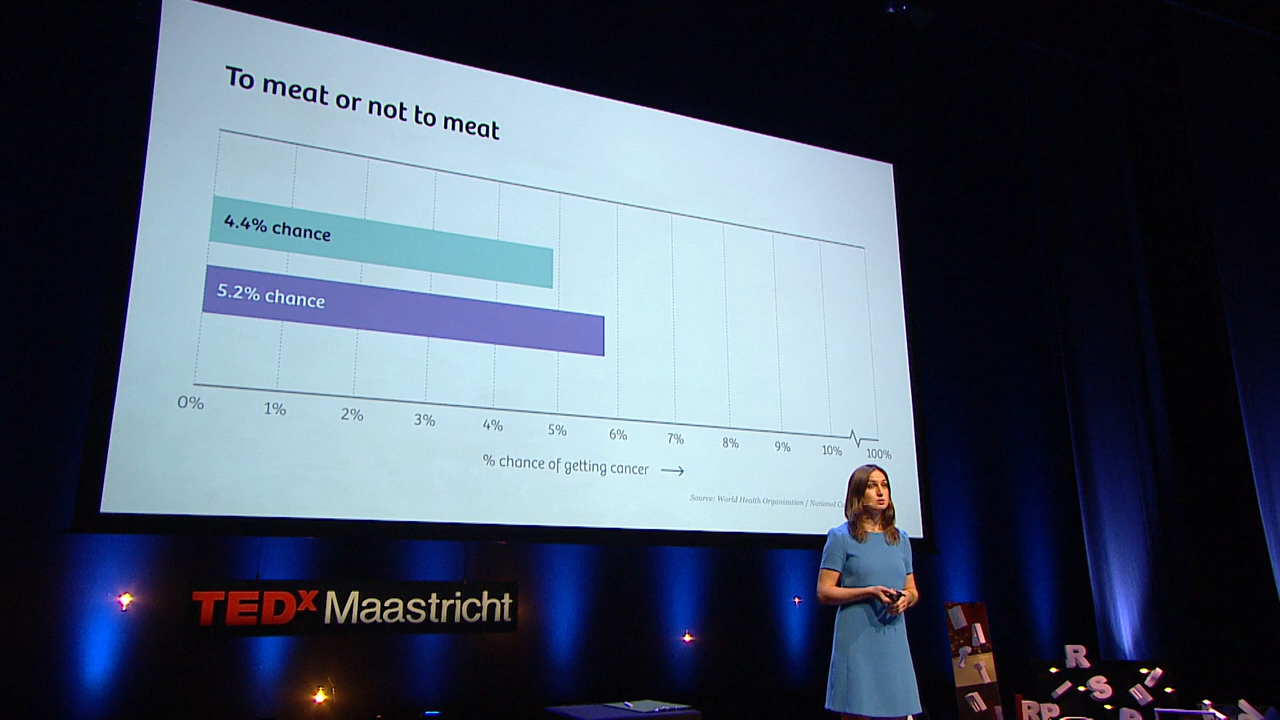 To meat or not to meat
4.4% chance
5.2% chance
0% 1% 2% 3% 4% 5% 6% 7% 8% 9% 10% 100%
% chance of getting cancer →
Source: World Health Organization / National
TEDx Maastricht
R
S
RP